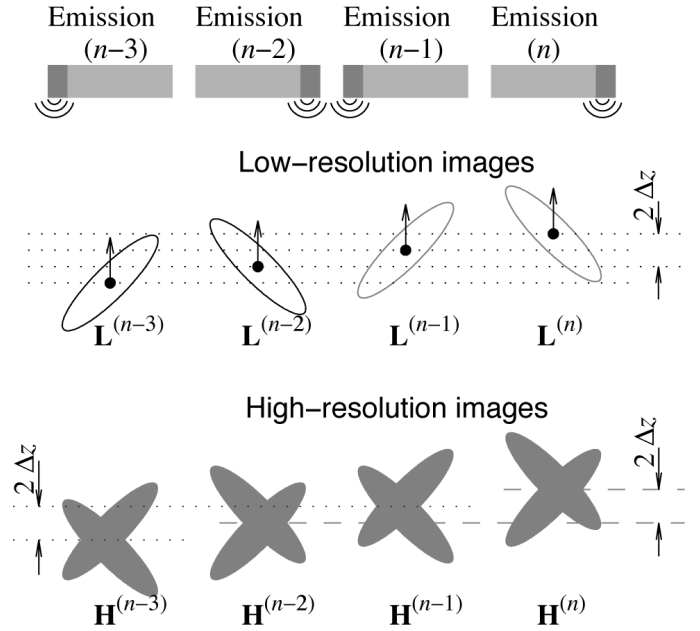 Emission Emission Emission Emission
(n−3) (n−2) (n−1) (n)
Low−resolution images
2 Δz
L(n−3) L(n−2) L(n−1) L(n)
High−resolution images
2 Δz
2 Δz
H(n−3) H(n−2) H(n−1) H(n)